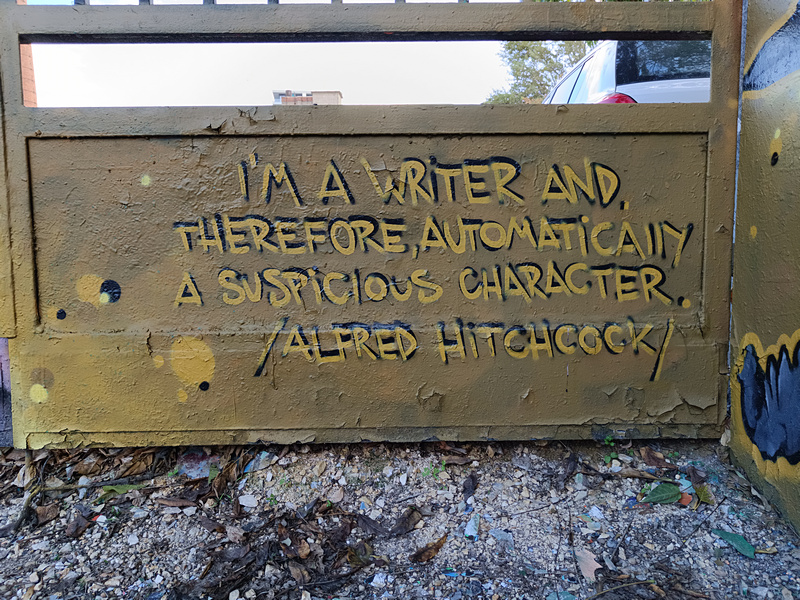 I'M A WRITER AND,
THEREFORE, AUTOMATICALLY
A SUSPICIOUS CHARACTER.
/ALFRED HITCHCOCK/